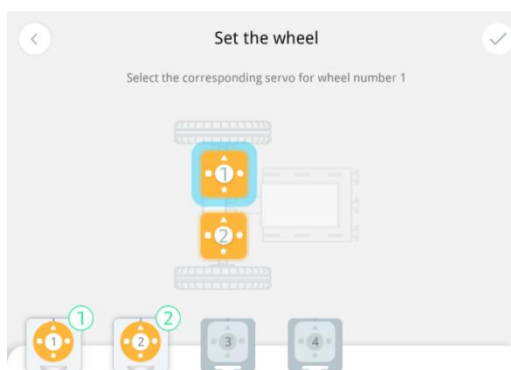 Set the wheel
Select the corresponding servo for wheel number 1
1
2
1 2
1 2 3 4